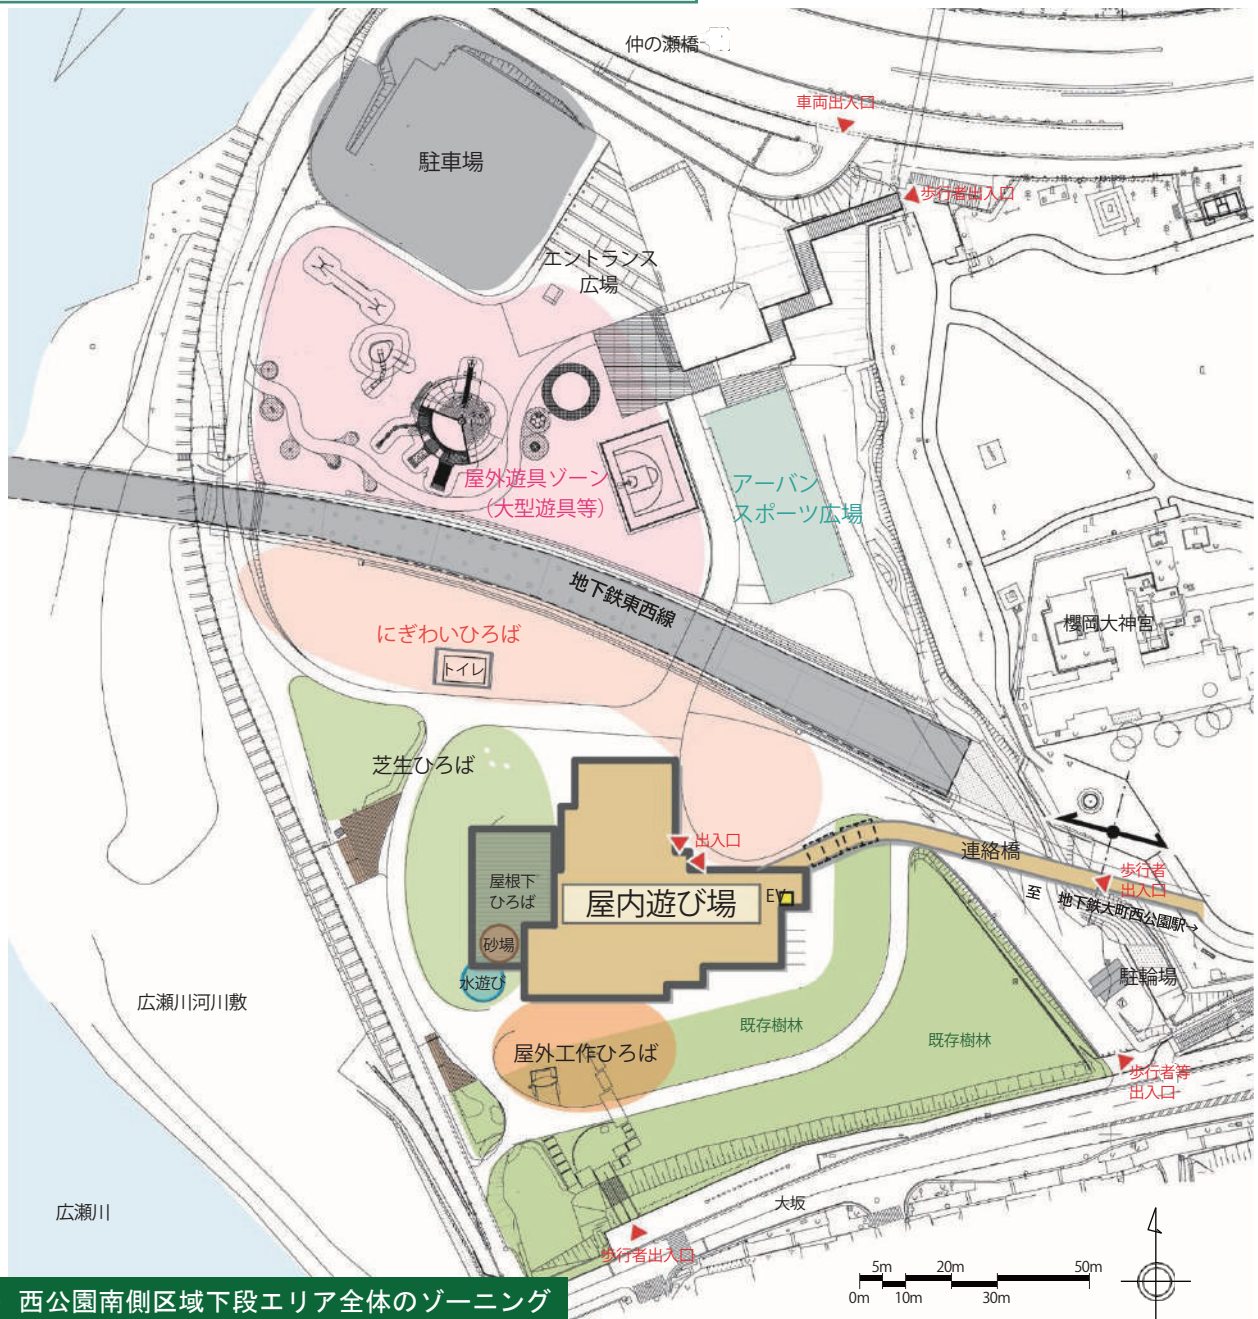 仲の瀬橋
車両出入口
駐車場
歩行者出入口
エントランス
広場
屋外遊具ゾーン
(大型遊具等)
アーバン
スポーツ広場
地下鉄東西線
櫻岡大神宮
にぎわいひろば
トイレ
芝生ひろば
出入口
連絡橋
歩行者
出入口
至 地下鉄大町西公園駅→
屋根下
ひろば
屋内遊び場
EV
砂場
水遊び
駐輪場
広瀬川河川敷
既存樹林
既存樹林
屋外工作ひろば
歩行者等
出入口
大坂
広瀬川
歩行者出入口
5m 20m 50m
0m 10m 30m
西公園南側区域下段エリア全体のゾーニング